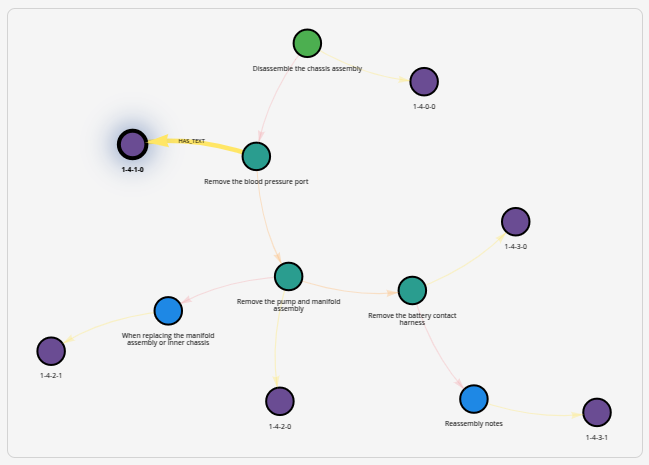 Disassemble the chassis assembly
1-4-0-0
HAS_TEXT
1-4-1-0
Remove the blood pressure port
1-4-3-0
Remove the pump and manifold
assembly
Remove the battery contact
harness
When replacing the manifold
assembly or inner chassis
1-4-2-1
1-4-2-0
Reassembly notes
1-4-3-1